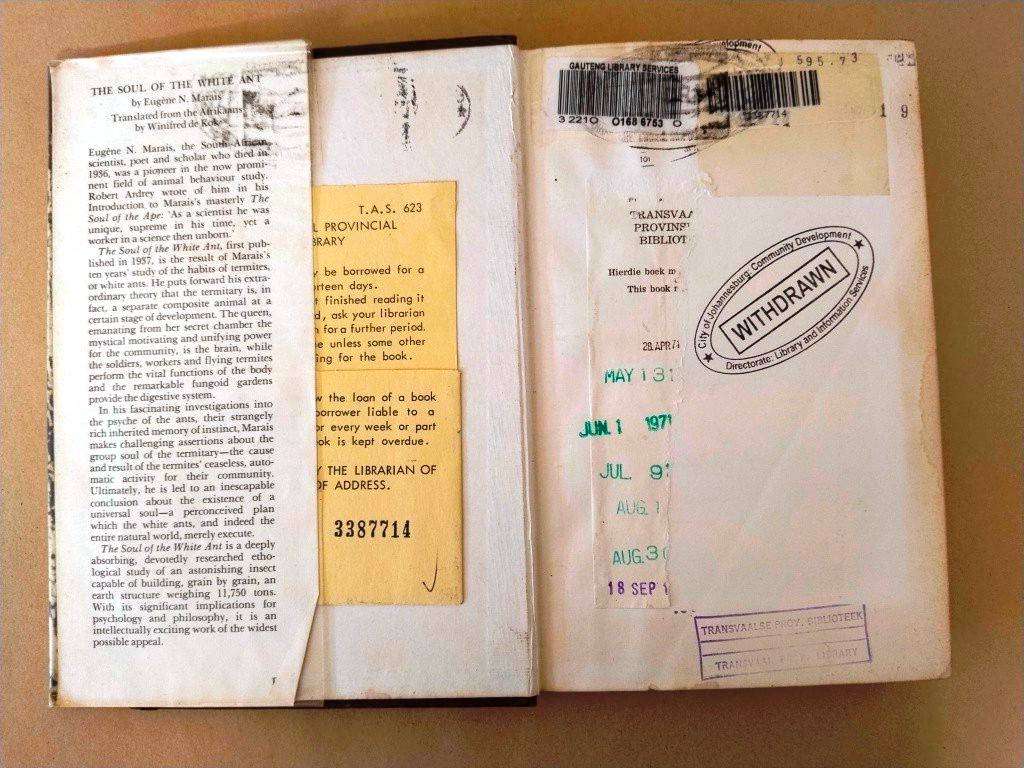 THE SOUL OF THE WHITE ANT
by Eugène N. Marais
Translated from the Afrikaans
by Winifred de Kok
Eugène N. Marais, the South African
scientist, poet and scholar who died in
1936, was a pioneer in the now promi-
nent field of animal behaviour study.
Robert Ardrey wrote of him in his
Introduction to Marais's masterly The
Soul of the Ape: 'As a scientist he was
unique, supreme in his time, yet a
worker in a science then unborn.'
The Soul of the White Ant, first pub-
lished in 1937, is the result of Marais's
ten years' study of the habits of termites,
or white ants. He puts forward his extra-
ordinary theory that the termitary is, in
fact, a separate composite animal at a
certain stage of development. The queen,
emanating from her secret chamber the
mystical motivating and unifying power
for the community, is the brain, while
the soldiers, workers and flying termites
perform the vital functions of the body
and the remarkable fungoid gardens
provide the digestive system.
In his fascinating investigations into
the psyche of the ants, their strangely
rich inherited memory of instinct, Marais
makes challenging assertions about the
group soul of the termitary—the cause
and result of the termites' ceaseless, auto-
matic activity for their community.
Ultimately, he is led to an inescapable
conclusion about the existence of a
universal soul—a perconceived plan
which the white ants, and indeed the
entire natural world, merely execute.
The Soul of the White Ant is a deeply
absorbing, devotedly researched etho-
logical study of an astonishing insect
capable of building, grain by grain, an
earth structure weighing 11,750 tons.
With its significant implications for
psychology and philosophy, it is an
intellectually exciting work of the widest
possible appeal.
T.A.S. 623
L PROVINCIAL
BRARY
y be borrowed for a
rteen days.
t finished reading it
d, ask your librarian
n for a further period.
e unless some other
ing for the book.
w the loan of a book
borrower liable to a
or every week or part
ok is kept overdue.
Y THE LIBRARIAN OF
OF ADDRESS.
3387714
595.73
GAUTENG LIBRARY SERVICES
3 2210 0168 6753 0
19
TRANSVAA
PROVINS
BIBLIOT
Hierdie boek m
This book
28. APR 71
MAY 131
JUN. 1 1971
JUL. 9
AUG. 1
AUG. 30
18 SEP 1
City of Johannesburg: Community Development
WITHDRAWN
Directorate: Library and Information Services
TRANSVAALSE PROV. BIBLIOTEEK
TRANSVAAL PROV. LIBRARY